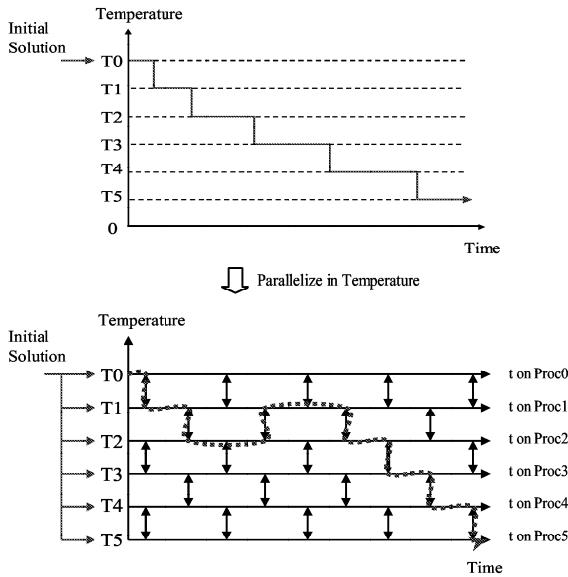 Temperature
Initial
Solution
T0
T1
T2
T3
T4
T5
0
Time
Parallelize in Temperature
Temperature
Initial
Solution
T0
t on Proc0
T1
t on Proc1
T2
t on Proc2
T3
t on Proc3
T4
t on Proc4
T5
t on Proc5
Time